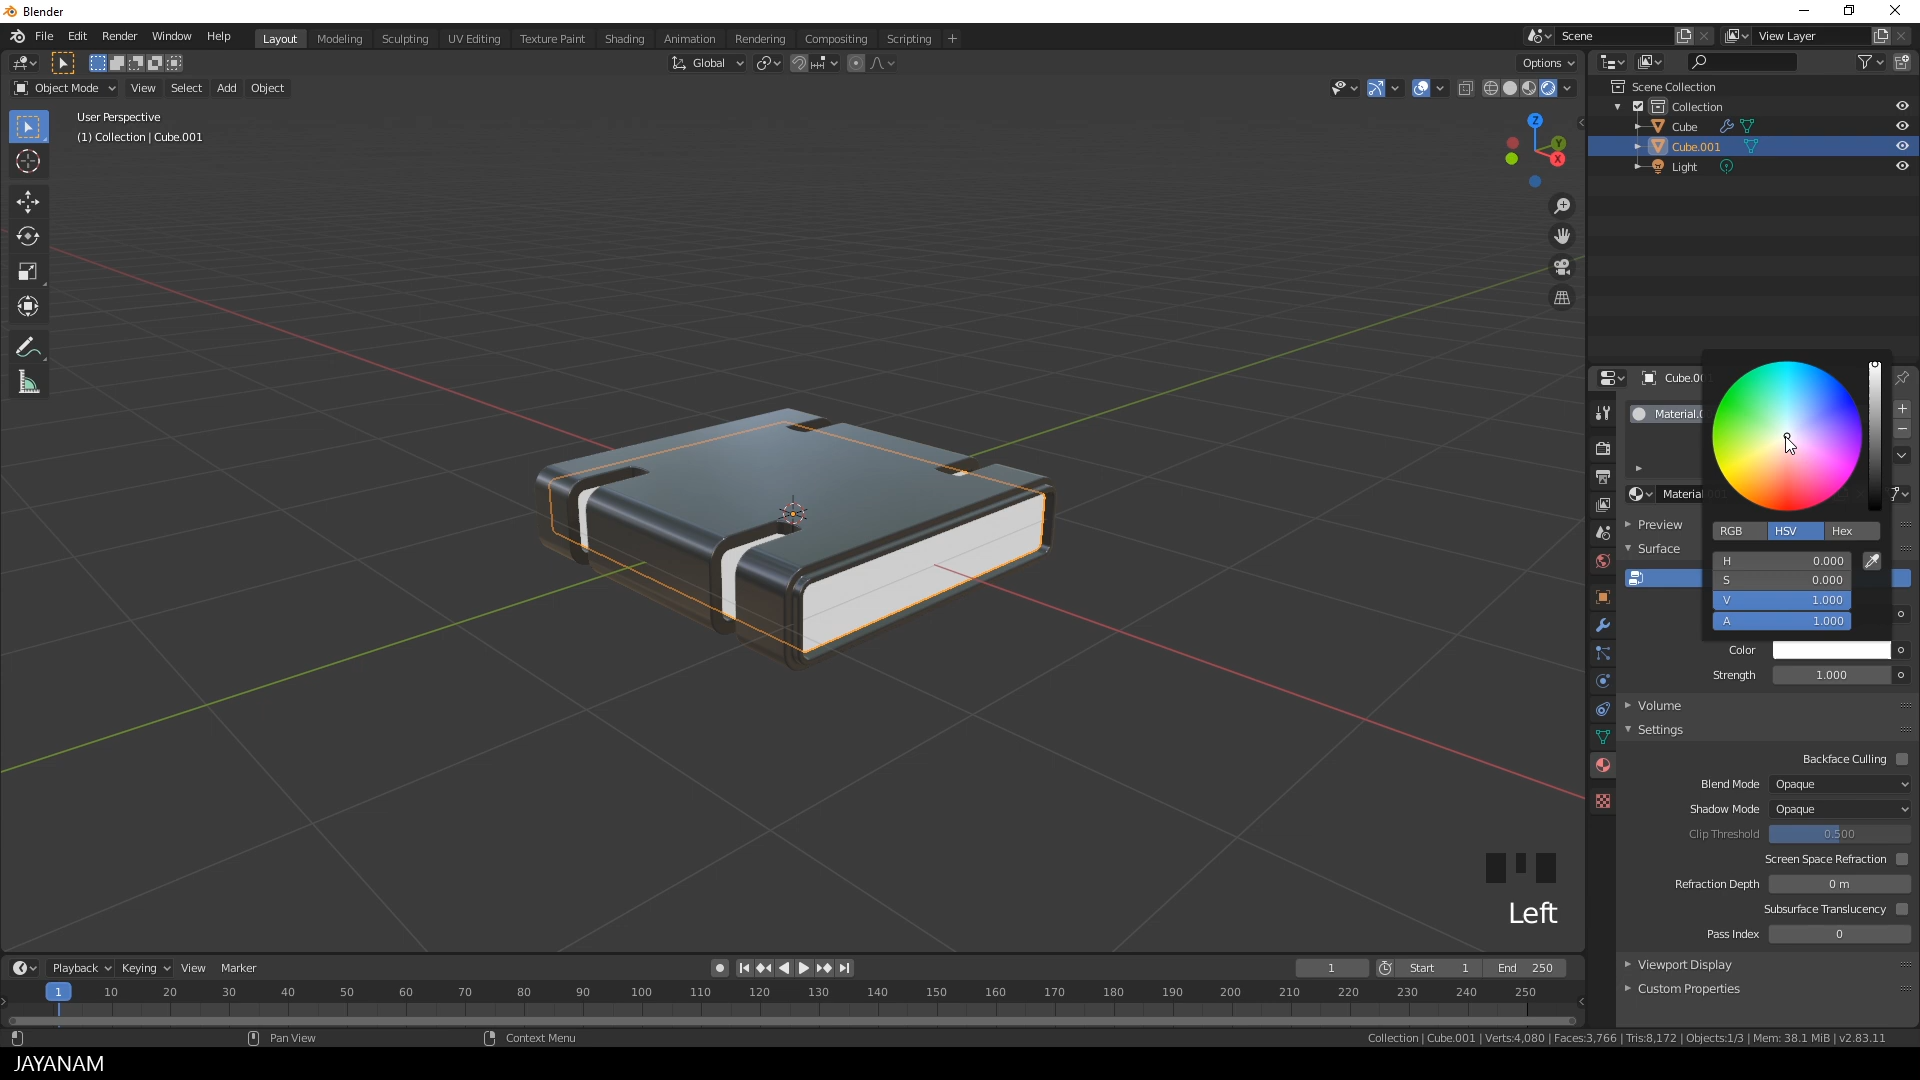 Blender
File Edit Render Window Help Layout Modeling Sculpting UV Editing Texture Paint Shading Animation Rendering Compositing Scripting + Scene View Layer
Global Options
Object Mode View Select Add Object
User Perspective
(1) Collection | Cube.001
Z
Y
X
Scene Collection
Collection
Cube
Cube.001
Light
Cube.00
Material.0
Material
Preview
RGB HSV Hex
Surface
H 0.000
S 0.000
V 1.000
A 1.000
Color
Strength 1.000
Volume
Settings
Backface Culling
Blend Mode Opaque
Shadow Mode Opaque
Clip Threshold 0.500
Screen Space Refraction
Refraction Depth 0 m
Subsurface Translucency
Pass Index 0
Viewport Display
Custom Properties
Left
Playback Keying View Marker 1 Start 1 End 250
1 10 20 30 40 50 60 70 80 90 100 110 120 130 140 150 160 170 180 190 200 210 220 230 240 250
Pan View Context Menu Collection | Cube.001 | Verts:4,080 | Faces:3,766 | Tris:8,172 | Objects:1/3 | Mem: 38.1 MiB | v2.83.11
JAYANAM